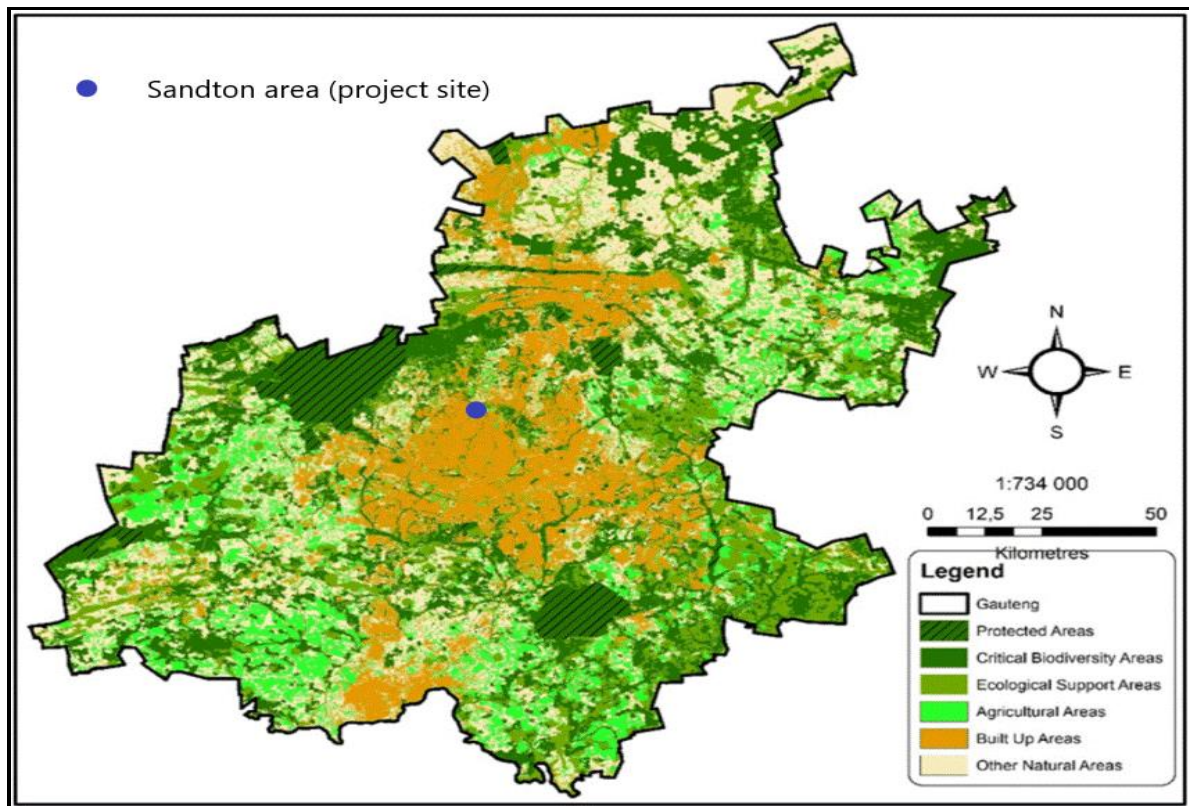 Sandton area (project site)
N
W
E
S
1:734 000
0 12,5 25 50
Kilometres
Legend
Gauteng
Protected Areas
Critical Biodiversity Areas
Ecological Support Areas
Agricultural Areas
Built Up Areas
Other Natural Areas